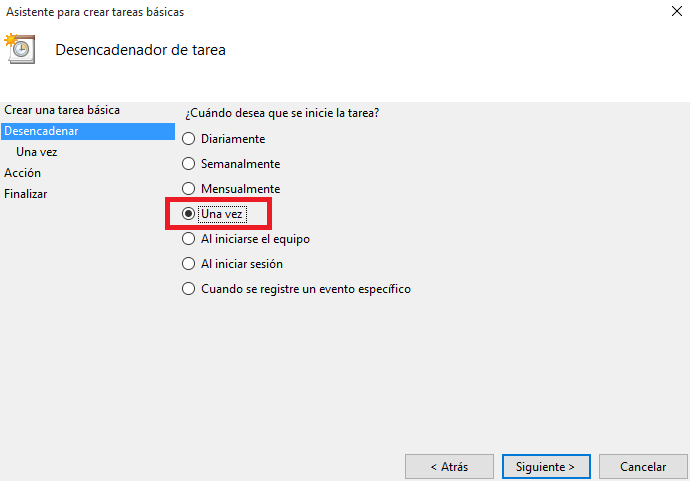 Asistente para crear tareas básicas
Desencadenador de tarea
Crear una tarea básica
Desencadenar
Una vez
Acción
Finalizar
¿Cuándo desea que se inicie la tarea?
Diariamente
Semanalmente
Mensualmente
Una vez
Al iniciarse el equipo
Al iniciar sesión
Cuando se registre un evento específico
< Atrás
Siguiente >
Cancelar